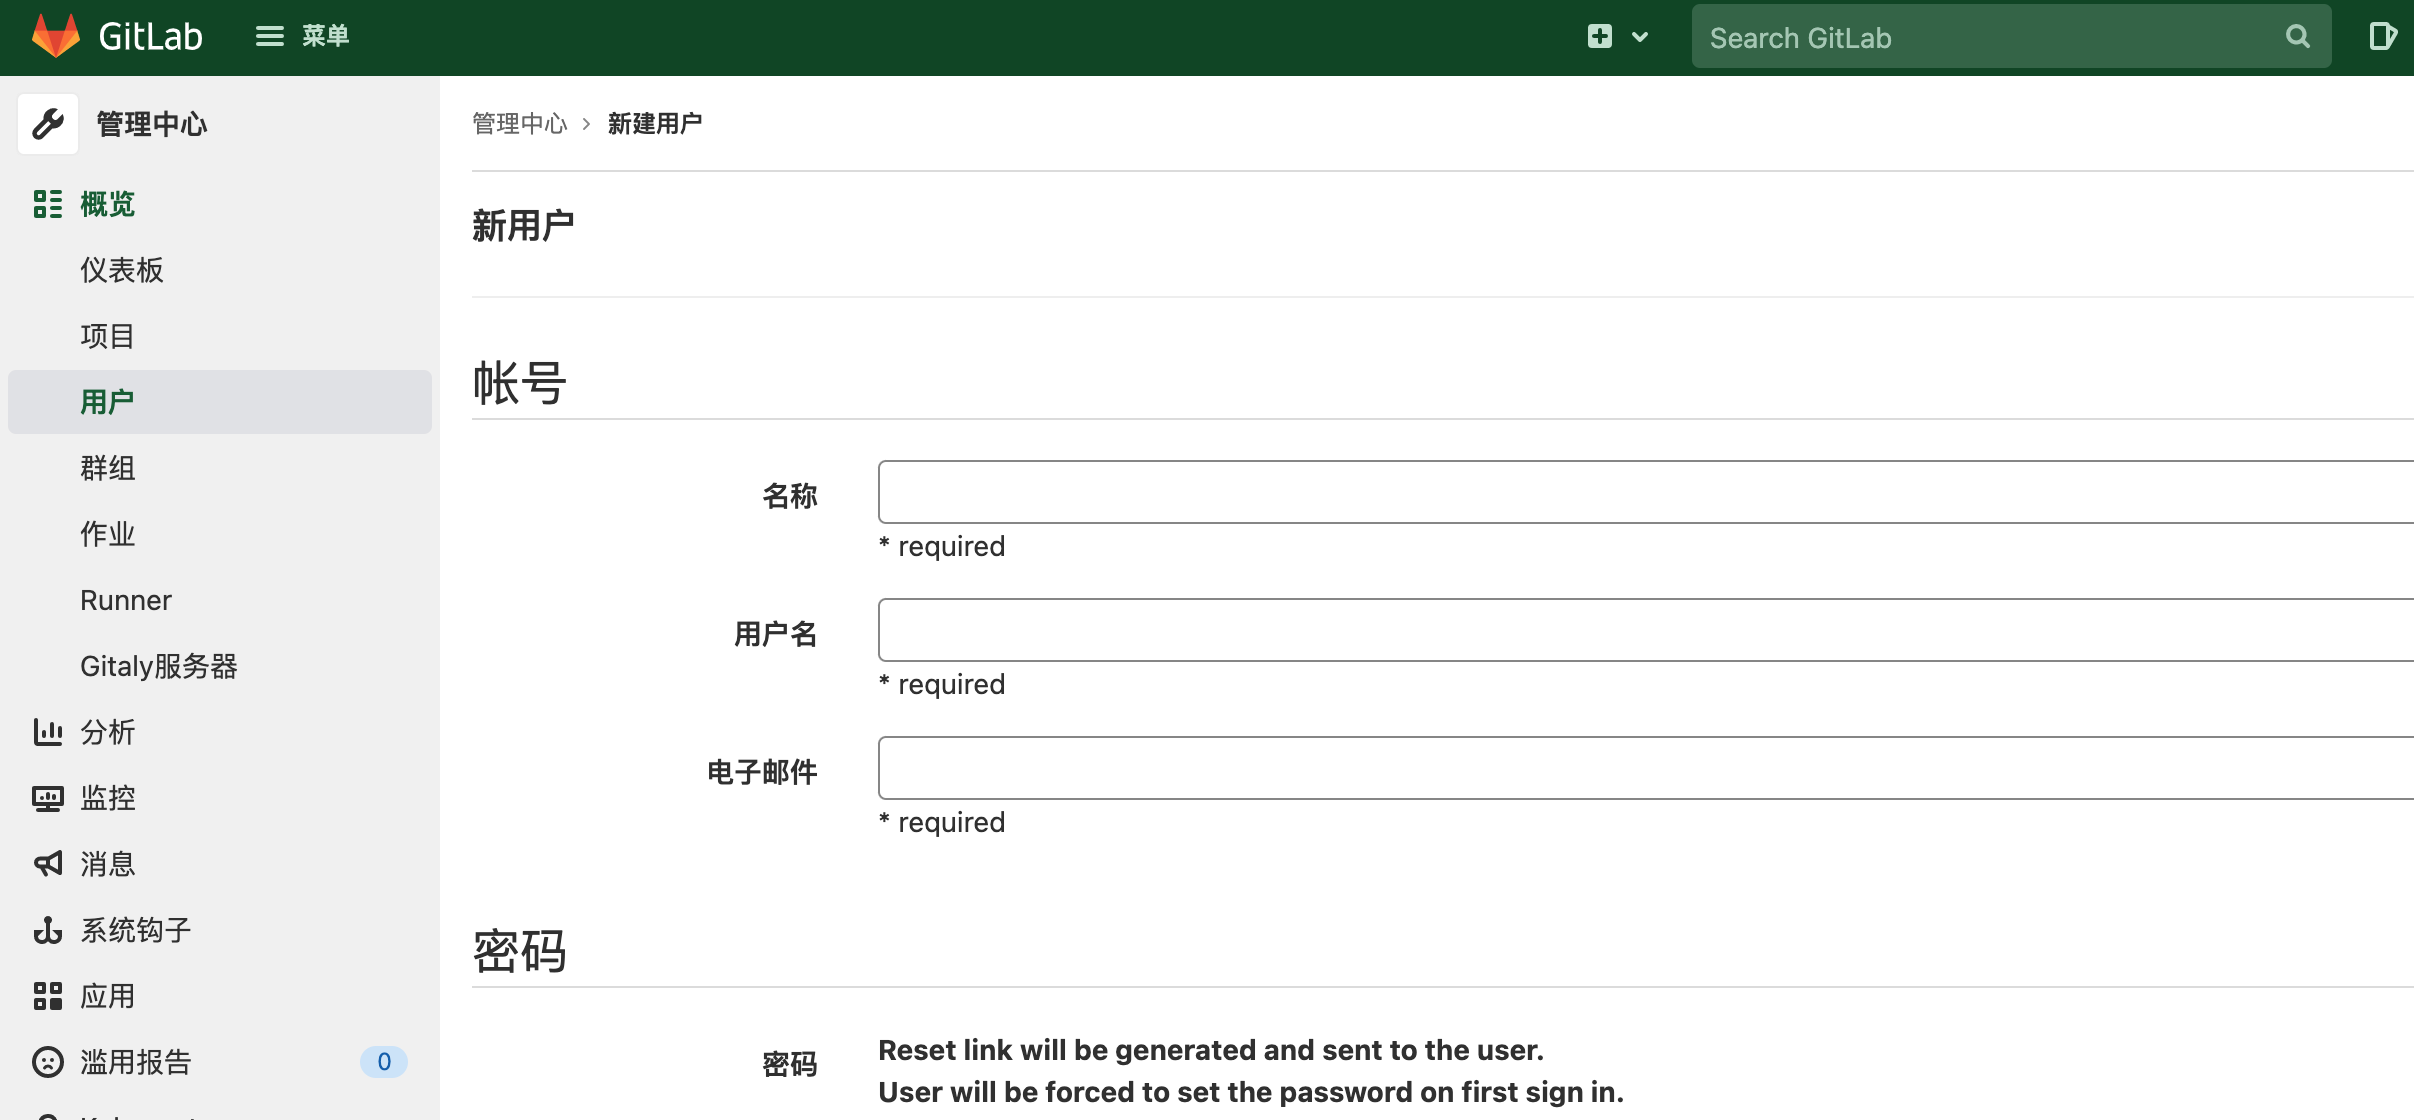 GitLab
菜单
Search GitLab
管理中心
概览
仪表板
项目
用户
群组
作业
Runner
Gitaly服务器
分析
监控
消息
系统钩子
应用
滥用报告 0
管理中心 > 新建用户
新用户
帐号
名称
* required
用户名
* required
电子邮件
* required
密码
密码
Reset link will be generated and sent to the user.
User will be forced to set the password on first sign in.